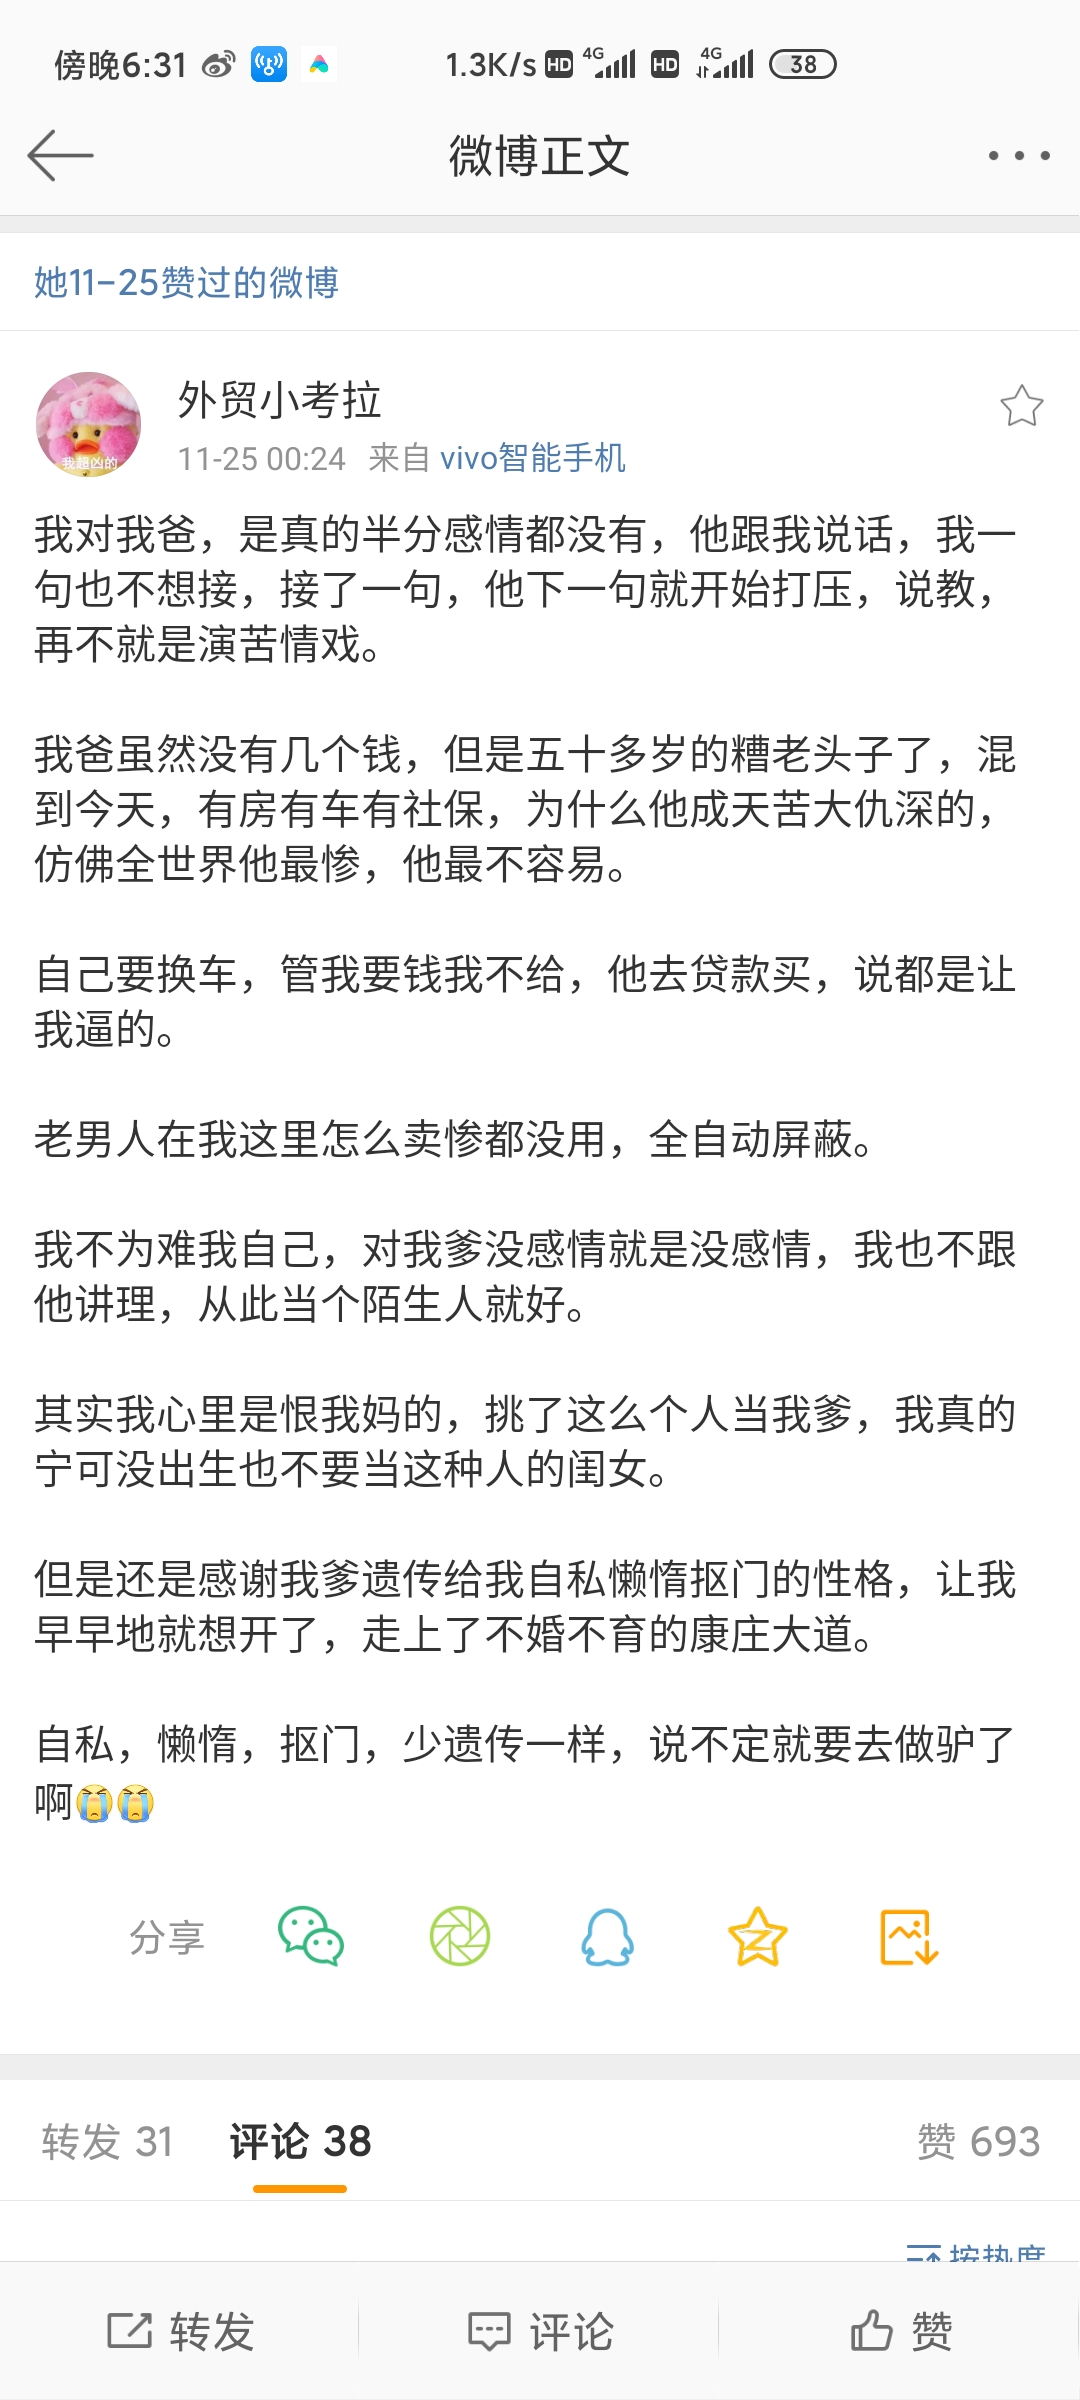 傍晚6:31 1.3K/s HD 4G HD 4G 38
微博正文
她11-25赞过的微博
外贸小考拉
我超凶的
11-25 00:24 来自 vivo智能手机
我对我爸，是真的半分感情都没有，他跟我说话，我一
句也不想接，接了一句，他下一句就开始打压，说教，
再不就是演苦情戏。
我爸虽然没有几个钱，但是五十多岁的糟老头子了，混
到今天，有房有车有社保，为什么他成天苦大仇深的，
仿佛全世界他最惨，他最不容易。
自己要换车，管我要钱我不给，他去贷款买，说都是让
我逼的。
老男人在我这里怎么卖惨都没用，全自动屏蔽。
我不为难我自己，对我爹没感情就是没感情，我也不跟
他讲理，从此当个陌生人就好。
其实我心里是恨我妈的，挑了这么个人当我爹，我真的
宁可没出生也不要当这种人的闺女。
但是还是感谢我爹遗传给我自私懒惰抠门的性格，让我
早早地就想开了，走上了不婚不育的康庄大道。
自私，懒惰，抠门，少遗传一样，说不定就要去做驴了
啊😭😭
分享
转发 31 评论 38 赞 693
按热度
转发 评论 赞